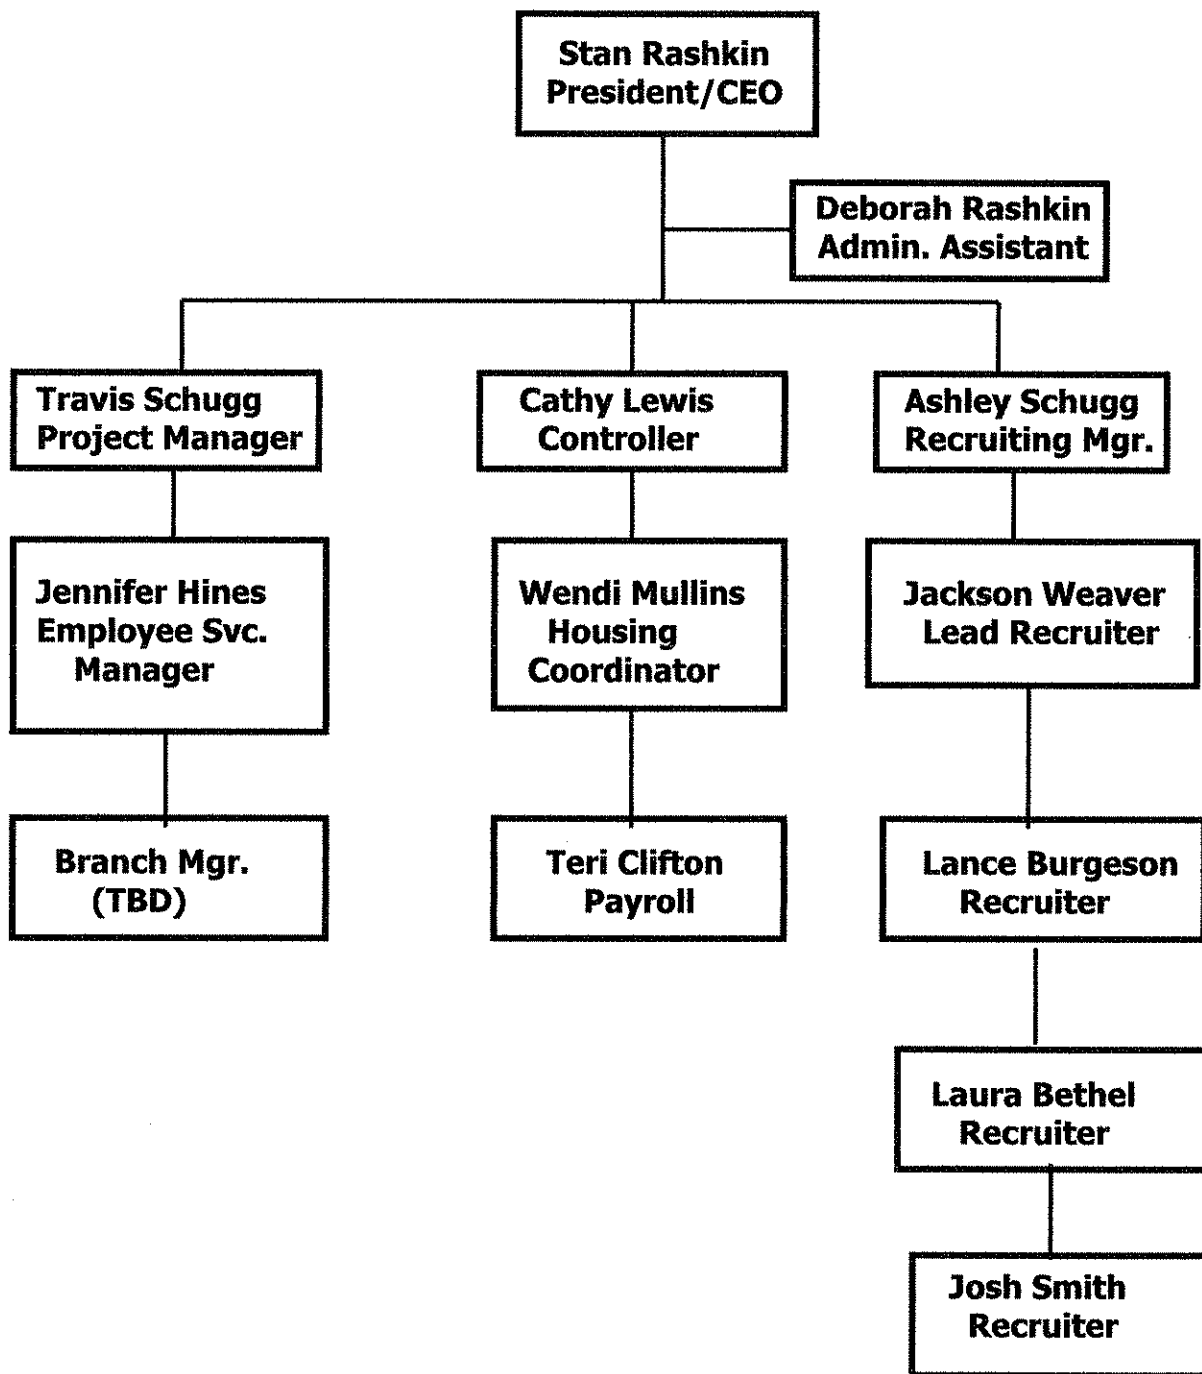 Stan Rashkin
President/CEO
Deborah Rashkin
Admin. Assistant
Travis Schugg
Project Manager
Cathy Lewis
Controller
Ashley Schugg
Recruiting Mgr.
Jennifer Hines
Employee Svc.
Manager
Wendi Mullins
Housing
Coordinator
Jackson Weaver
Lead Recruiter
Branch Mgr.
(TBD)
Teri Clifton
Payroll
Lance Burgeson
Recruiter
Laura Bethel
Recruiter
Josh Smith
Recruiter